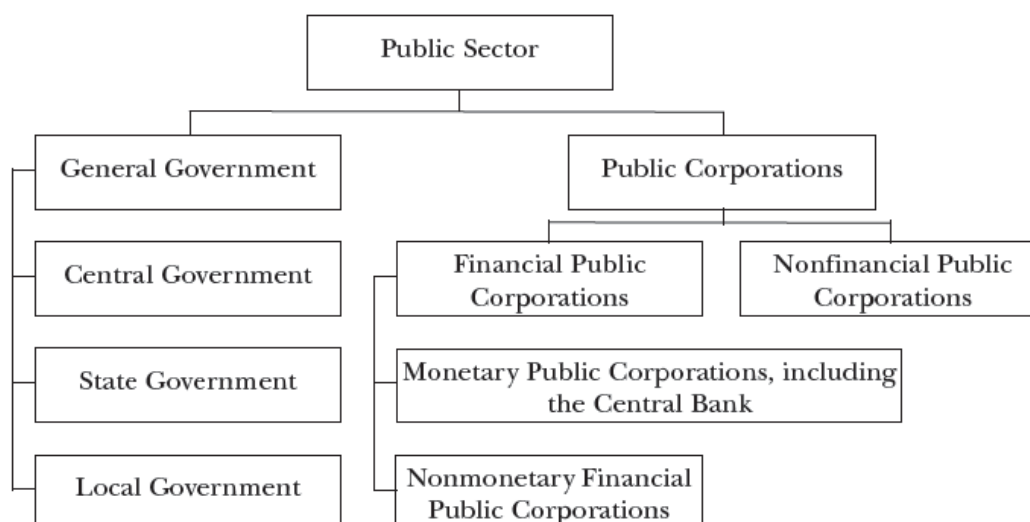 Public Sector
General Government
Public Corporations
Central Government
Financial Public
Corporations
Nonfinancial Public
Corporations
State Government
Monetary Public Corporations, including
the Central Bank
Local Government
Nonmonetary Financial
Public Corporations